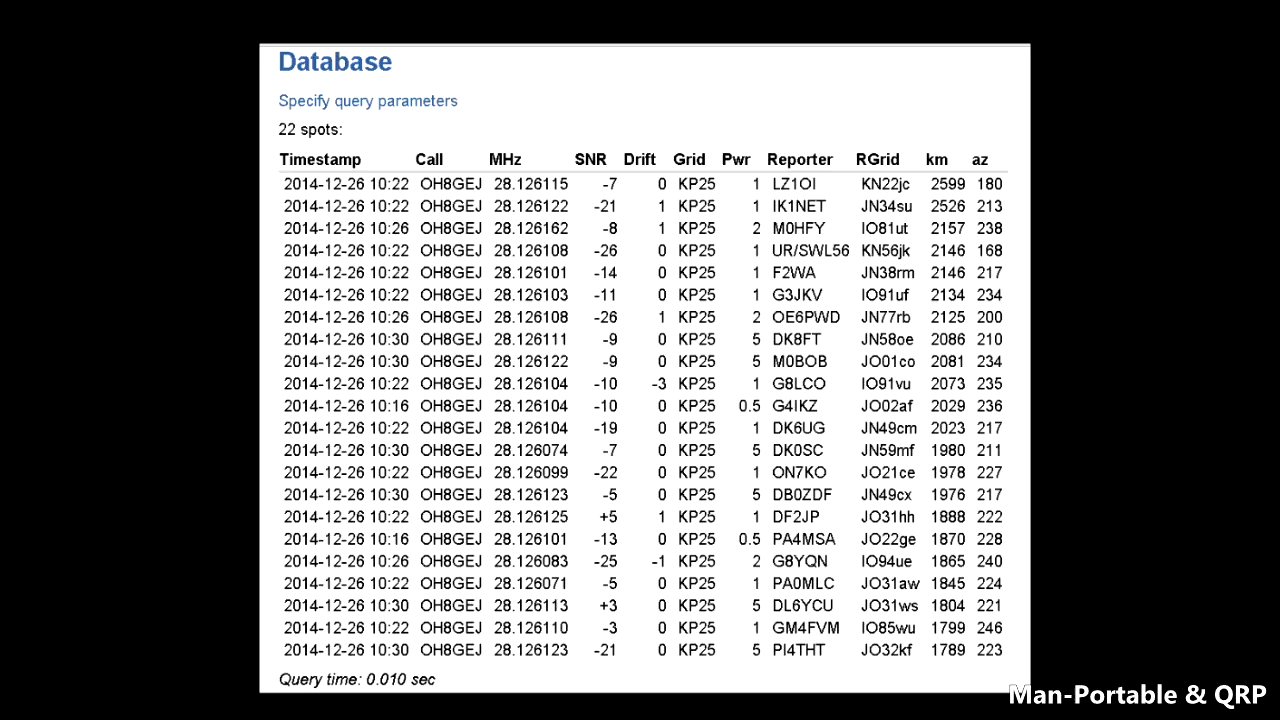 Database
Specify query parameters
22 spots:
Timestamp Call MHz SNR Drift Grid Pwr Reporter RGrid km az
2014-12-26 10:22 OH8GEJ 28.126115 -7 0 KP25 1 LZ1OI KN22jc 2599 180
2014-12-26 10:22 OH8GEJ 28.126122 -21 1 KP25 1 IK1NET JN34su 2526 213
2014-12-26 10:26 OH8GEJ 28.126162 -8 1 KP25 2 M0HFY IO81ut 2157 238
2014-12-26 10:22 OH8GEJ 28.126108 -26 0 KP25 1 UR/SWL56 KN56jk 2146 168
2014-12-26 10:22 OH8GEJ 28.126101 -14 0 KP25 1 F2WA JN38rm 2146 217
2014-12-26 10:22 OH8GEJ 28.126103 -11 0 KP25 1 G3JKV IO91uf 2134 234
2014-12-26 10:26 OH8GEJ 28.126108 -26 1 KP25 2 OE6PWD JN77rb 2125 200
2014-12-26 10:30 OH8GEJ 28.126111 -9 0 KP25 5 DK8FT JN58oe 2086 210
2014-12-26 10:30 OH8GEJ 28.126122 -9 0 KP25 5 M0BOB JO01co 2081 234
2014-12-26 10:22 OH8GEJ 28.126104 -10 -3 KP25 1 G8LCO IO91vu 2073 235
2014-12-26 10:16 OH8GEJ 28.126104 -10 0 KP25 0.5 G4IKZ JO02af 2029 236
2014-12-26 10:22 OH8GEJ 28.126104 -19 0 KP25 1 DK6UG JN49cm 2023 217
2014-12-26 10:30 OH8GEJ 28.126074 -7 0 KP25 5 DK0SC JN59mf 1980 211
2014-12-26 10:22 OH8GEJ 28.126099 -22 0 KP25 1 ON7KO JO21ce 1978 227
2014-12-26 10:30 OH8GEJ 28.126123 -5 0 KP25 5 DB0ZDF JN49cx 1976 217
2014-12-26 10:22 OH8GEJ 28.126125 +5 1 KP25 1 DF2JP JO31hh 1888 222
2014-12-26 10:16 OH8GEJ 28.126101 -13 0 KP25 0.5 PA4MSA JO22ge 1870 228
2014-12-26 10:26 OH8GEJ 28.126083 -25 -1 KP25 2 G8YQN IO94ue 1865 240
2014-12-26 10:22 OH8GEJ 28.126071 -5 0 KP25 1 PA0MLC JO31aw 1845 224
2014-12-26 10:30 OH8GEJ 28.126113 +3 0 KP25 5 DL6YCU JO31ws 1804 221
2014-12-26 10:22 OH8GEJ 28.126110 -3 0 KP25 1 GM4FVM IO85wu 1799 246
2014-12-26 10:30 OH8GEJ 28.126123 -21 0 KP25 5 PI4THT JO32kf 1789 223
Query time: 0.010 sec
Man-Portable & QRP